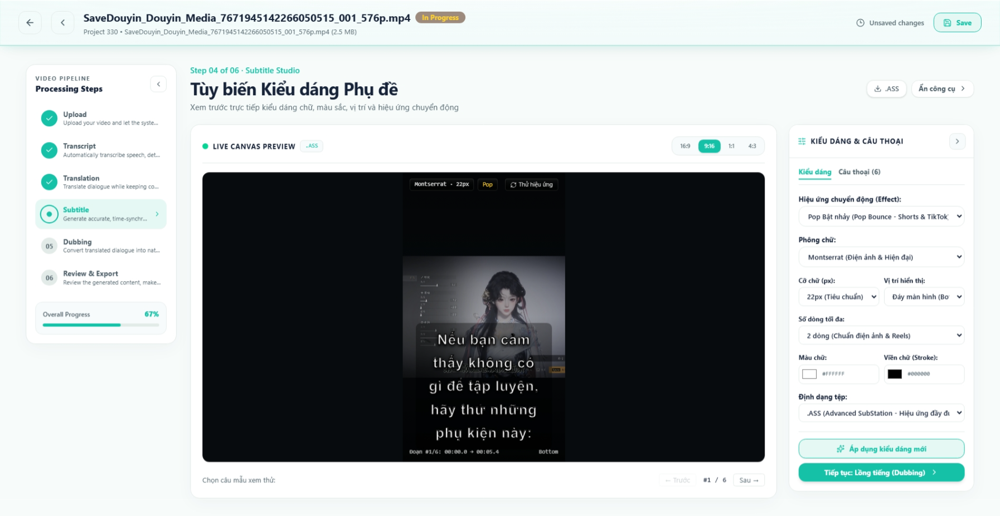 SaveDouyin_Douyin_Media_7671945142266050515_001_576p.mp4
In Progress
Project 330 • SaveDouyin_Douyin_Media_7671945142266050515_001_576p.mp4 (2.5 MB)
Unsaved changes
Save
VIDEO PIPELINE
Processing Steps
Upload
Upload your video and let the syste...
Transcript
Automatically transcribe speech, det...
Translation
Translate dialogue while keeping co...
Subtitle
Generate accurate, time-synchr...
05
Dubbing
Convert translated dialogue into nat...
06
Review & Export
Review the generated content, make...
Overall Progress
67%
Step 04 of 06 · Subtitle Studio
Tùy biến Kiểu dáng Phụ đề
Xem trước trực tiếp kiểu dáng chữ, màu sắc, vị trí và hiệu ứng chuyển động
.ASS
Ẩn công cụ
LIVE CANVAS PREVIEW
.ASS
16:9
9:16
1:1
4:3
Montserrat · 22px
Pop
Thử hiệu ứng
Nếu bạn cảm
thấy không có
gì để tập luyện,
hãy thử những
phụ kiện này:
Đoạn #1/6: 00:00.0 → 00:05.4
Bottom
Chọn câu mẫu xem thử:
← Trước
#1 / 6
Sau →
KIỂU DÁNG & CÂU THOẠI
Kiểu dáng
Câu thoại (6)
Hiệu ứng chuyển động (Effect):
Pop Bật nhảy (Pop Bounce - Shorts & TikTok)
Phông chữ:
Montserrat (Điện ảnh & Hiện đại)
Cỡ chữ (px):
Vị trí hiển thị:
22px (Tiêu chuẩn)
Đáy màn hình (Bo
Số dòng tối đa:
2 dòng (Chuẩn điện ảnh & Reels)
Màu chữ:
Viền chữ (Stroke):
#FFFFFF
#000000
Định dạng tệp:
.ASS (Advanced SubStation - Hiệu ứng đầy đủ
Áp dụng kiểu dáng mới
Tiếp tục: Lồng tiếng (Dubbing)